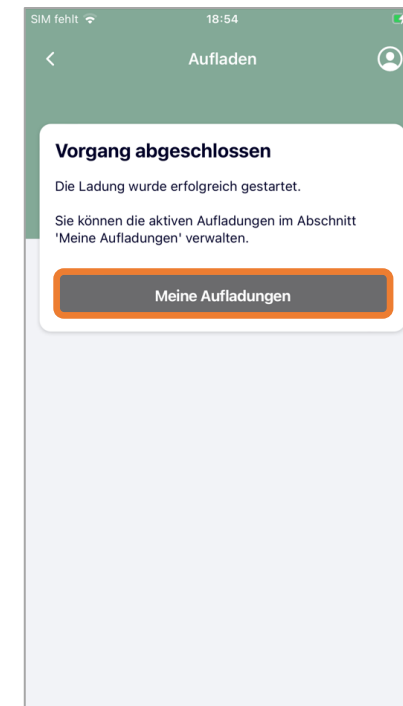 SIM fehlt 18:54
Aufladen
Vorgang abgeschlossen
Die Ladung wurde erfolgreich gestartet.
Sie können die aktiven Aufladungen im Abschnitt
'Meine Aufladungen' verwalten.
Meine Aufladungen